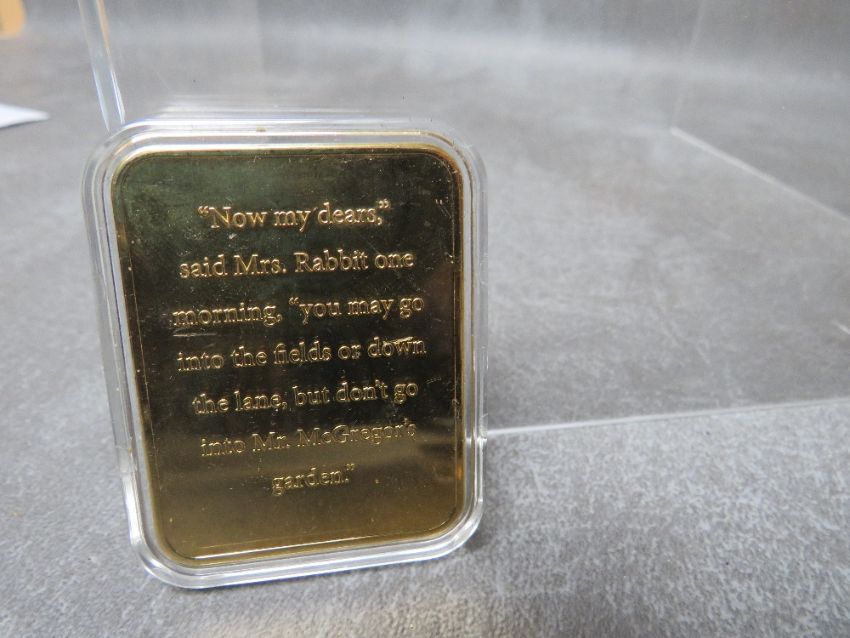 “Now my dears,”
said Mrs. Rabbit one
morning, “you may go
into the fields or down
the lane, but don't go
into Mr. McGregor's
garden.”